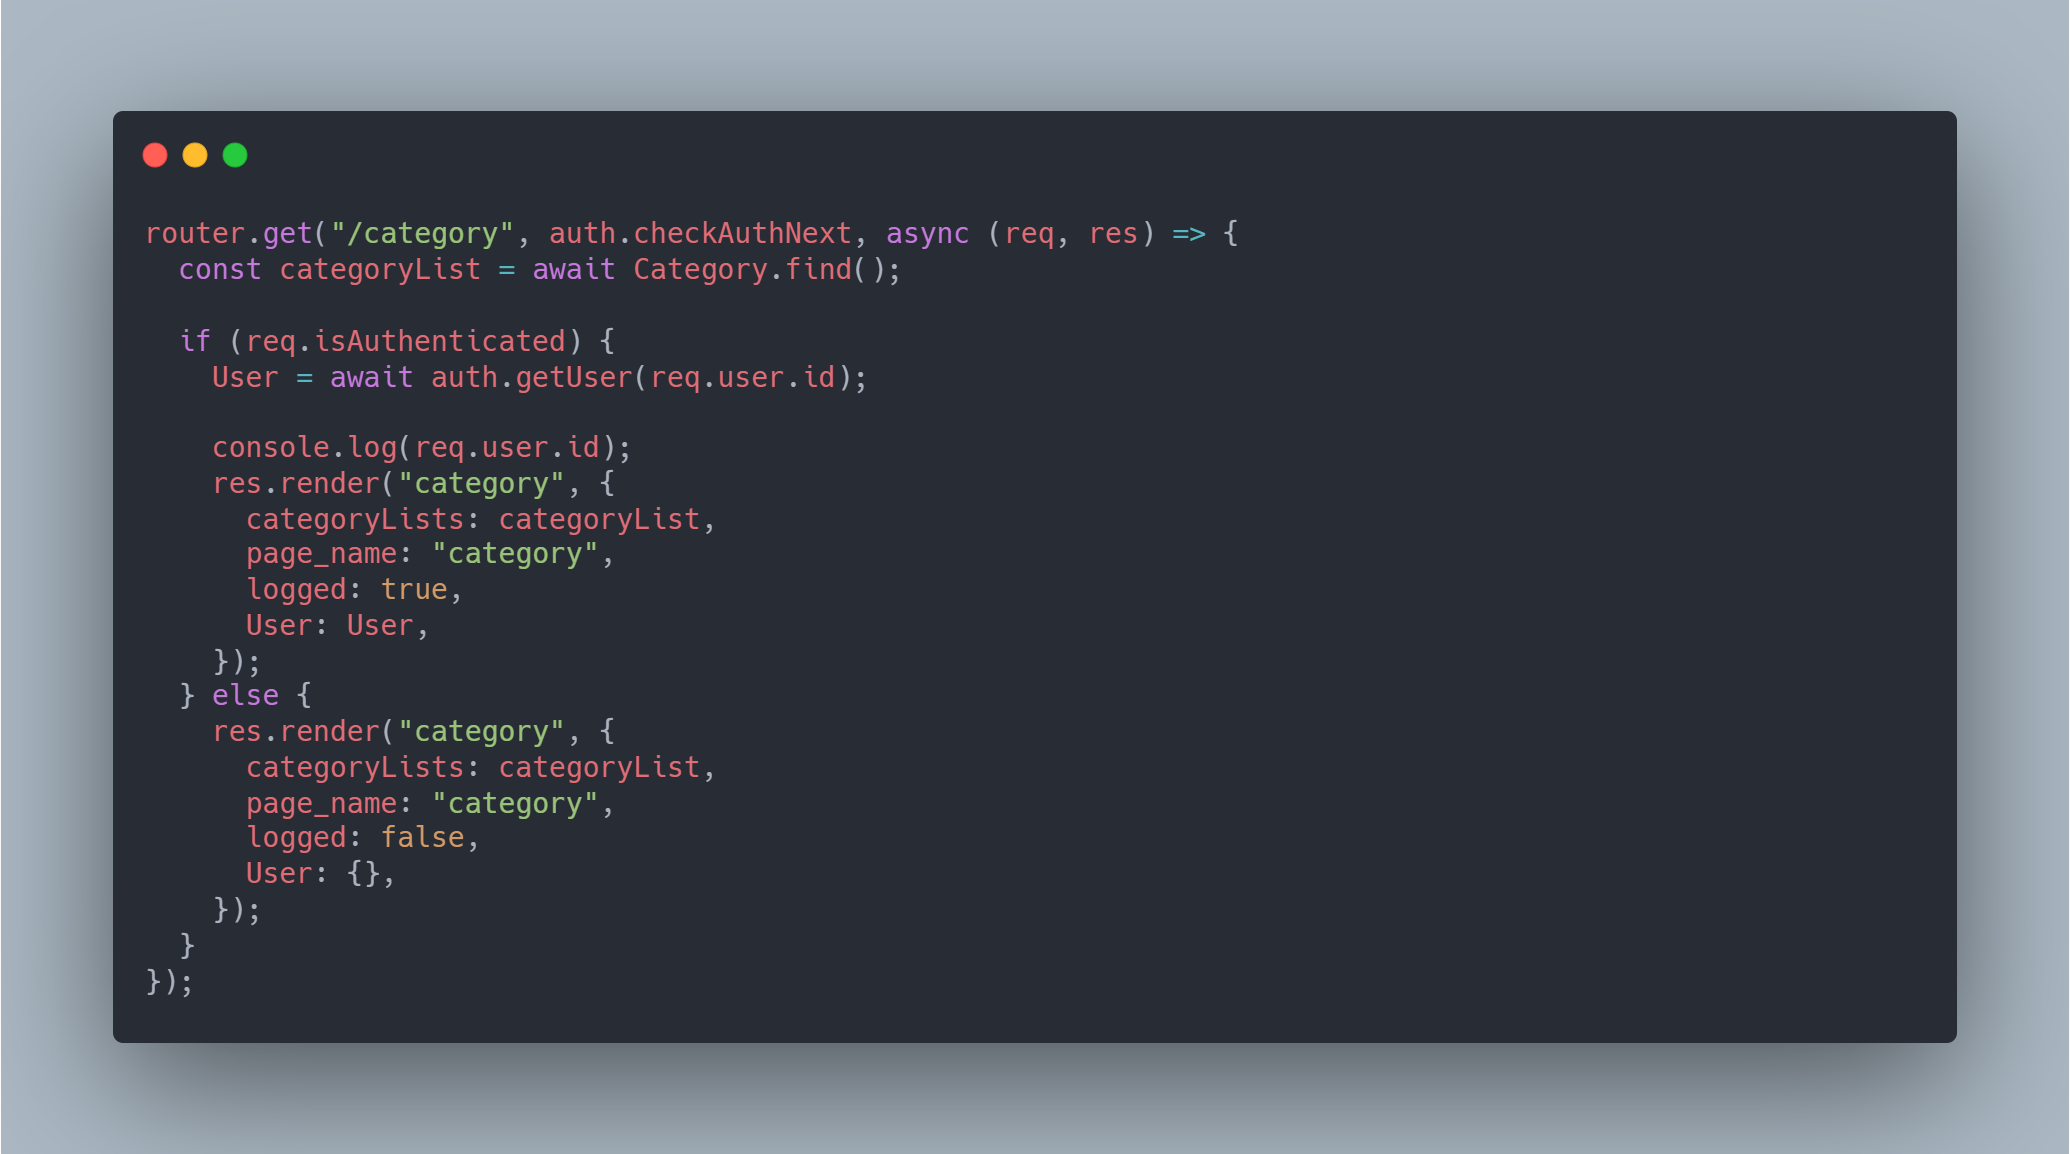 router.get("/category", auth.checkAuthNext, async (req, res) => {
  const categoryList = await Category.find();

  if (req.isAuthenticated) {
    User = await auth.getUser(req.user.id);

    console.log(req.user.id);
    res.render("category", {
      categoryLists: categoryList,
      page_name: "category",
      logged: true,
      User: User,
    });
  } else {
    res.render("category", {
      categoryLists: categoryList,
      page_name: "category",
      logged: false,
      User: {},
    });
  }
});